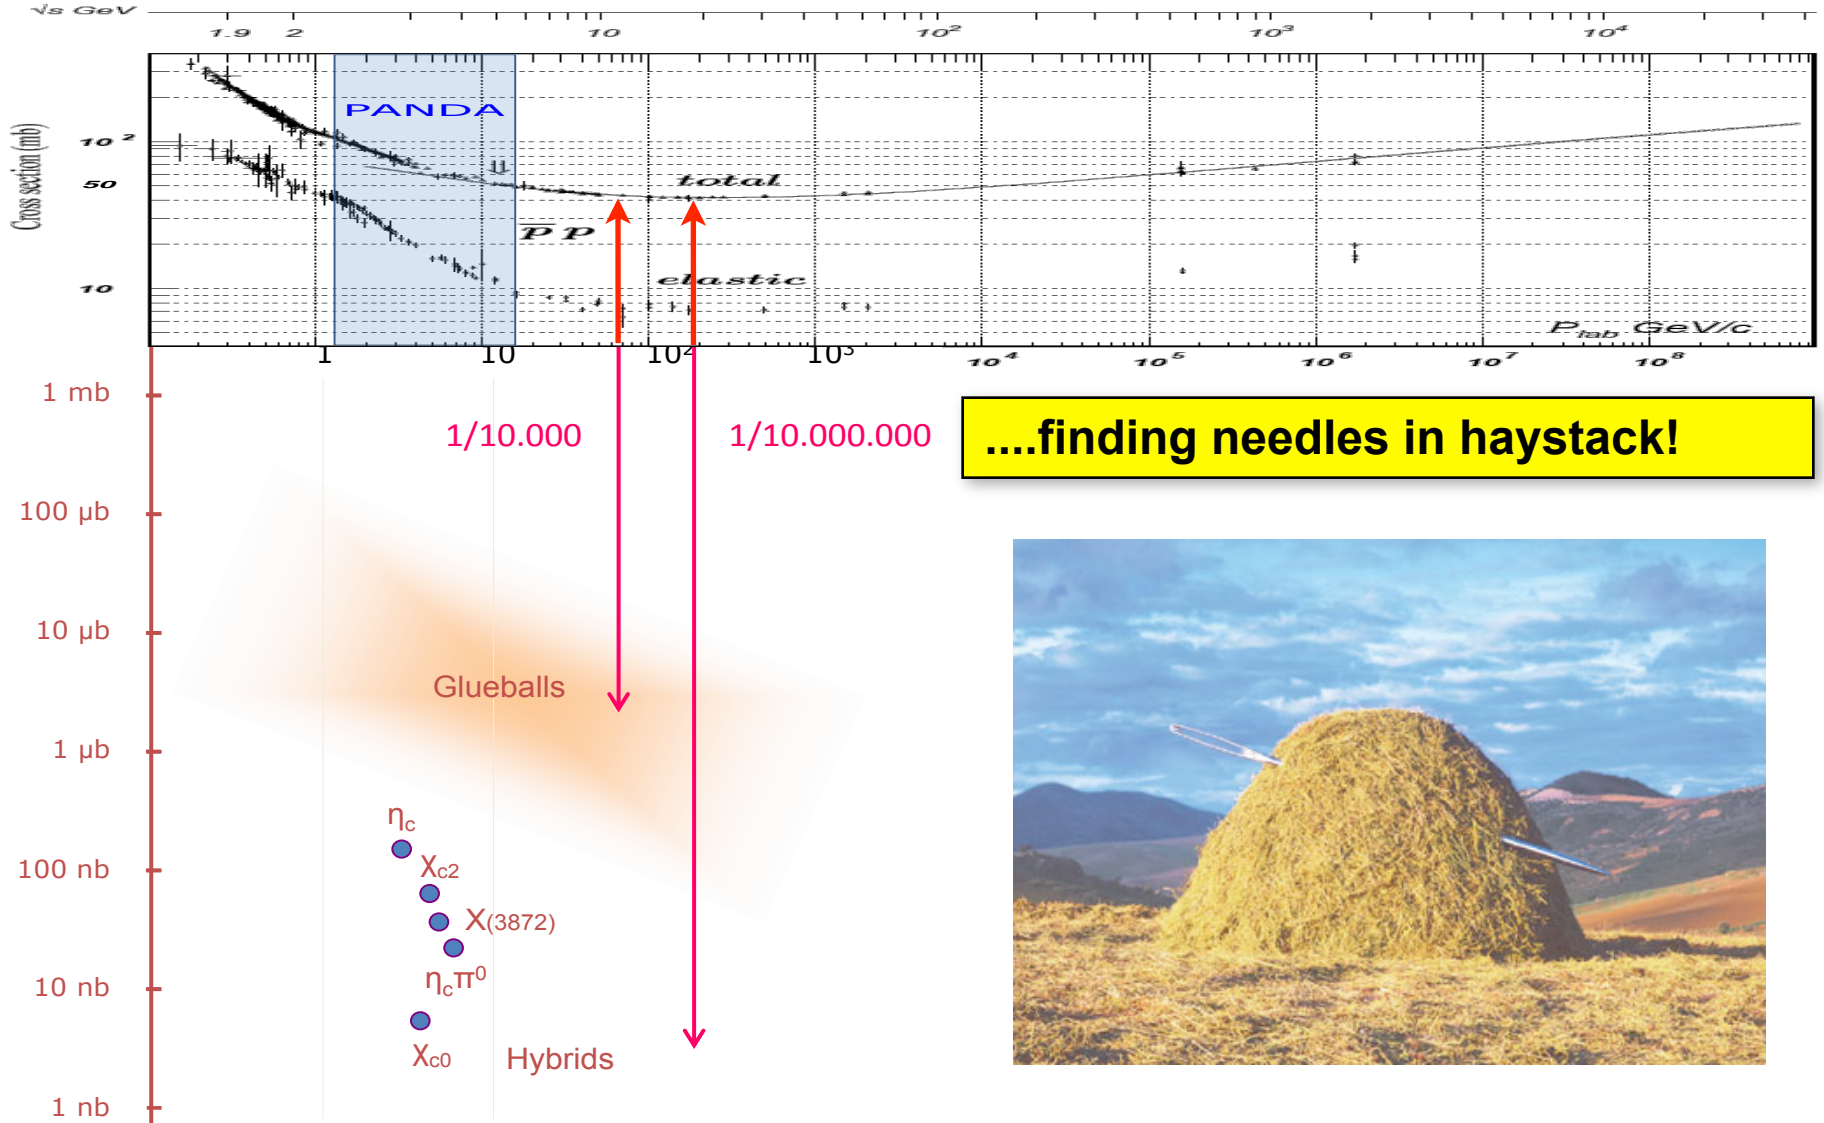 √s GeV
1.9 2 10 10² 10³ 10⁴
PANDA
Cross section (mb)
10 ²
50
10
⇓
total
p̅ p
elastic
P_lab GeV/c
1 10 10² 10³ 10⁴ 10⁵ 10⁶ 10⁷ 10⁸
1 mb
100 µb
10 µb
1 µb
100 nb
10 nb
1 nb
1/10.000
1/10.000.000
....finding needles in haystack!
Glueballs
ηc
χc2
X(3872)
ηcπ⁰
χc0
Hybrids